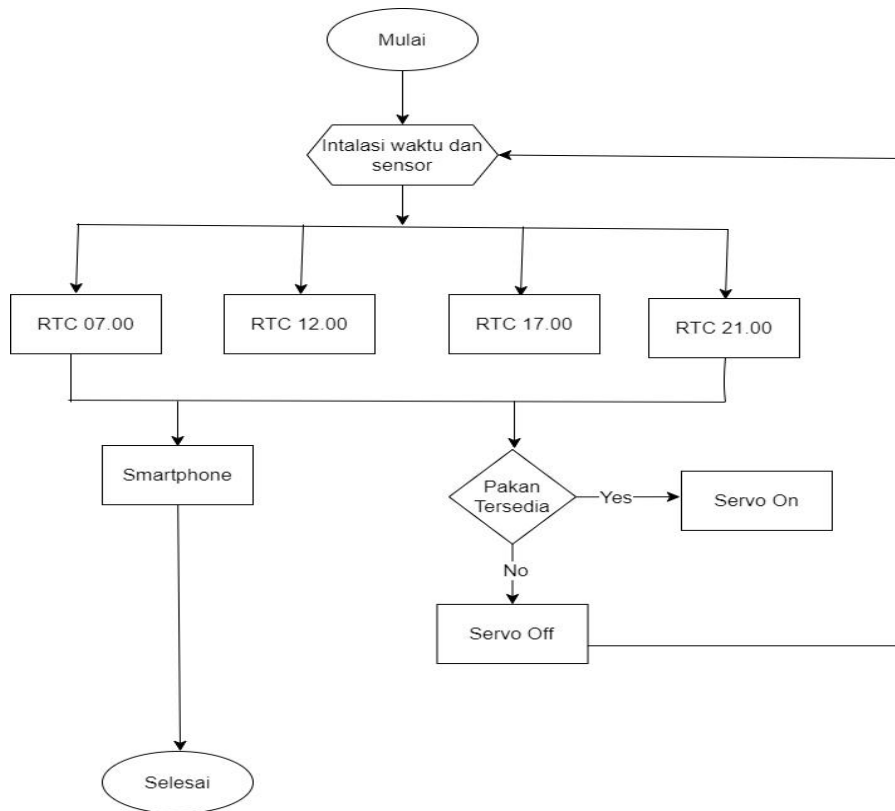 Mulai
Intalasi waktu dan
sensor
RTC 07.00
RTC 12.00
RTC 17.00
RTC 21.00
Smartphone
Pakan
Tersedia
Yes
Servo On
No
Servo Off
Selesai